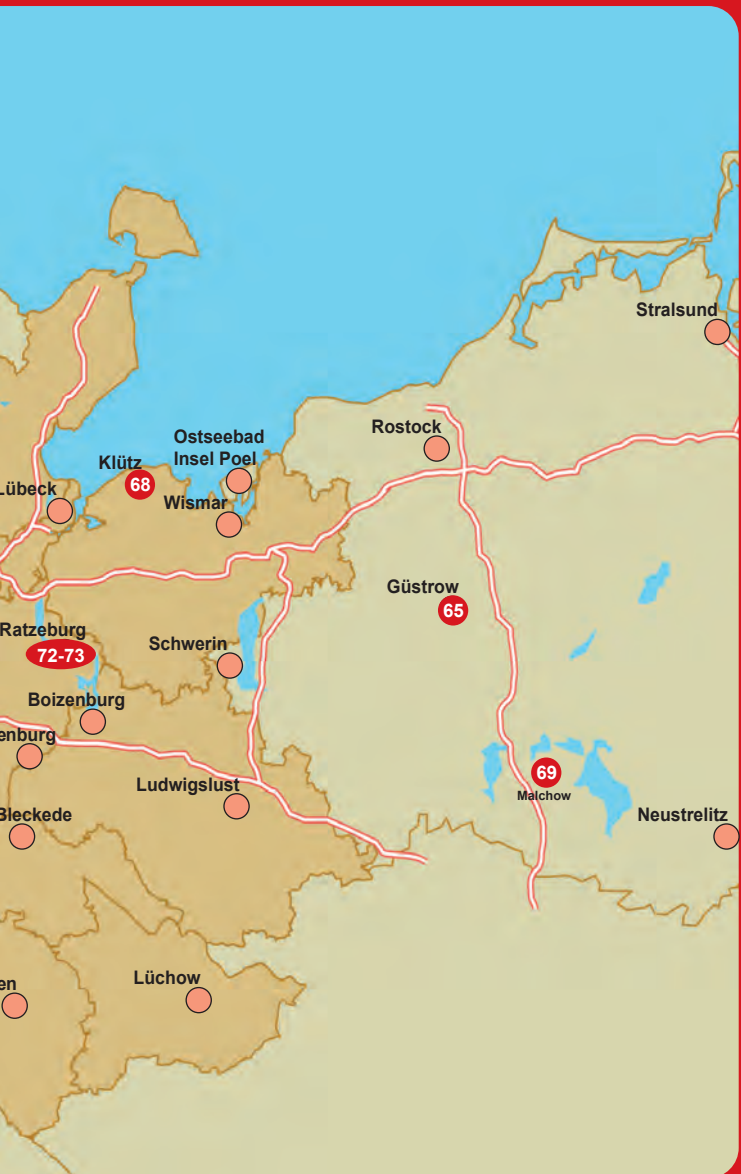 Stralsund
Rostock
Ostseebad
Insel Poel
Klütz
68
Lübeck
Wismar
Güstrow
65
Ratzeburg
72-73
Schwerin
Boizenburg
enburg
69
Malchow
Ludwigslust
Bleckede
Neustrelitz
Lüchow
en